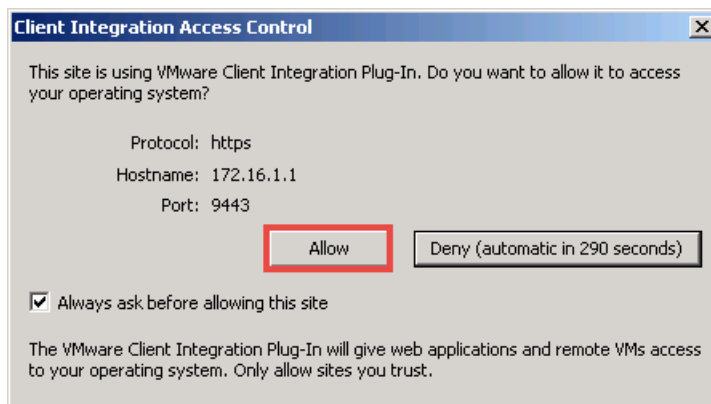 Client Integration Access Control
This site is using VMware Client Integration Plug-In. Do you want to allow it to access
your operating system?
Protocol: https
Hostname: 172.16.1.1
Port: 9443
Allow Deny (automatic in 290 seconds)
Always ask before allowing this site
The VMware Client Integration Plug-In will give web applications and remote VMs access
to your operating system. Only allow sites you trust.